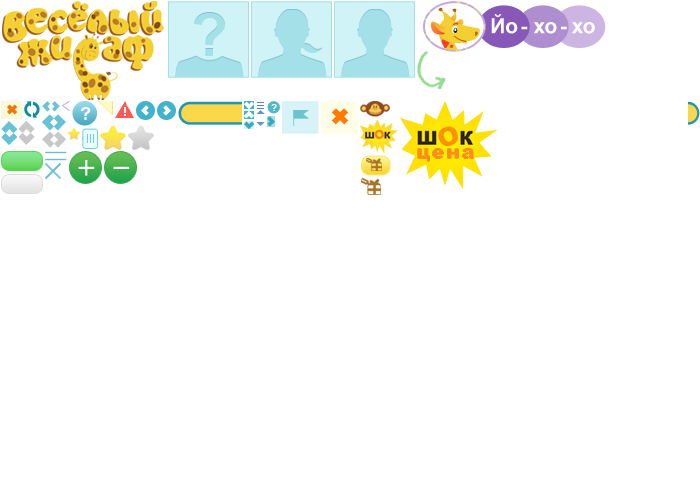 весёлый
жираф
?
Йо - хо - хо
?
?
шок
шок
цена